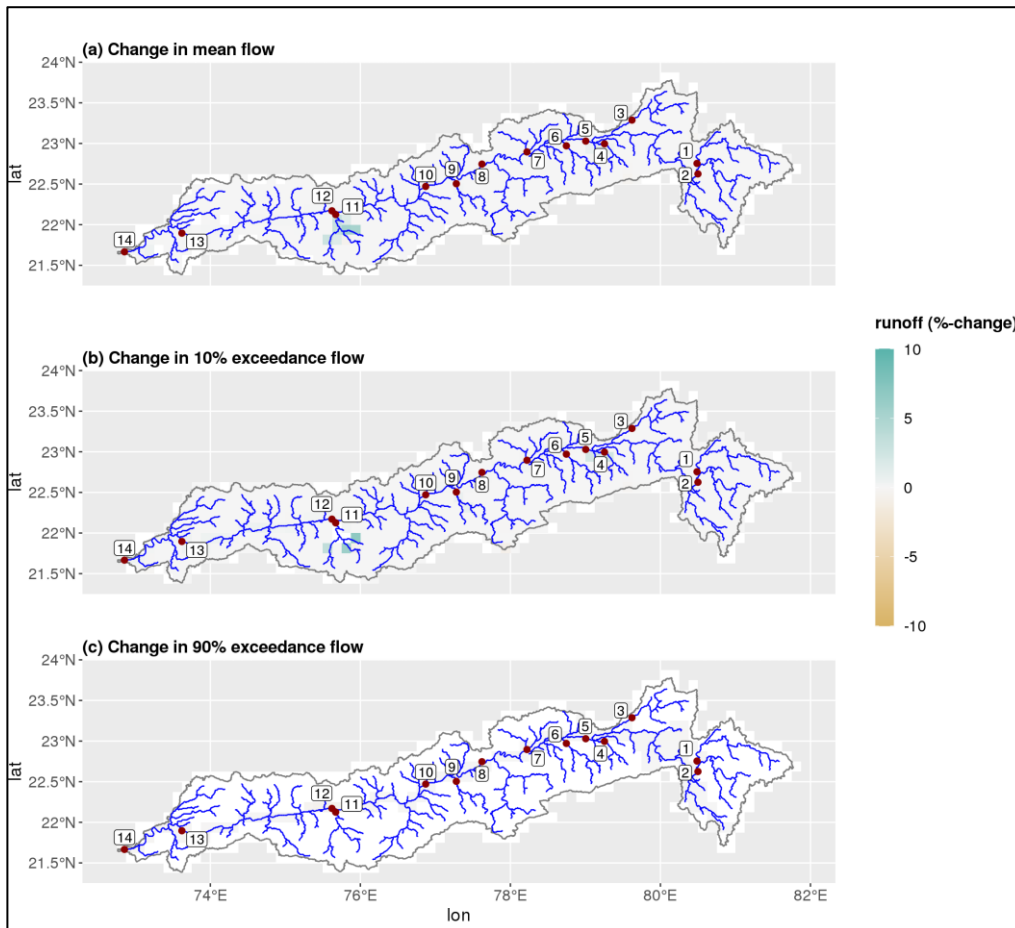 (a) Change in mean flow
24°N
23.5°N
23°N
22.5°N
22°N
21.5°N
lat
1
2
3
4
5
6
7
8
9
10
11
12
13
14
(b) Change in 10% exceedance flow
24°N
23.5°N
23°N
22.5°N
22°N
21.5°N
lat
1
2
3
4
5
6
7
8
9
10
11
12
13
14
(c) Change in 90% exceedance flow
24°N
23.5°N
23°N
22.5°N
22°N
21.5°N
lat
1
2
3
4
5
6
7
8
9
10
11
12
13
14
74°E 76°E 78°E 80°E 82°E
lon
runoff (%-change)
10
5
0
-5
-10